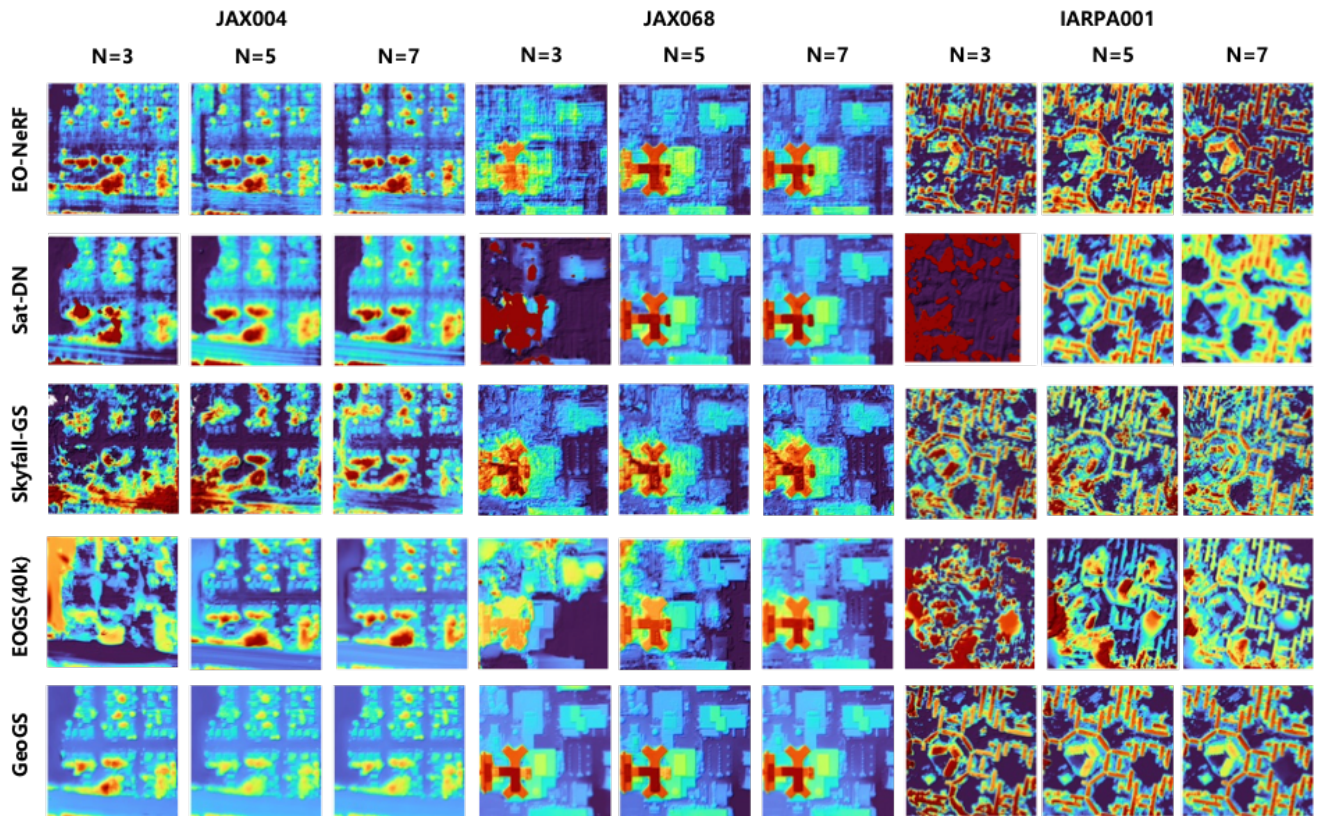 JAX004 JAX068 IARPA001
N=3 N=5 N=7 N=3 N=5 N=7 N=3 N=5 N=7
EO-NeRF
Sat-DN
Skyfall-GS
EOGS(40k)
GeoGS